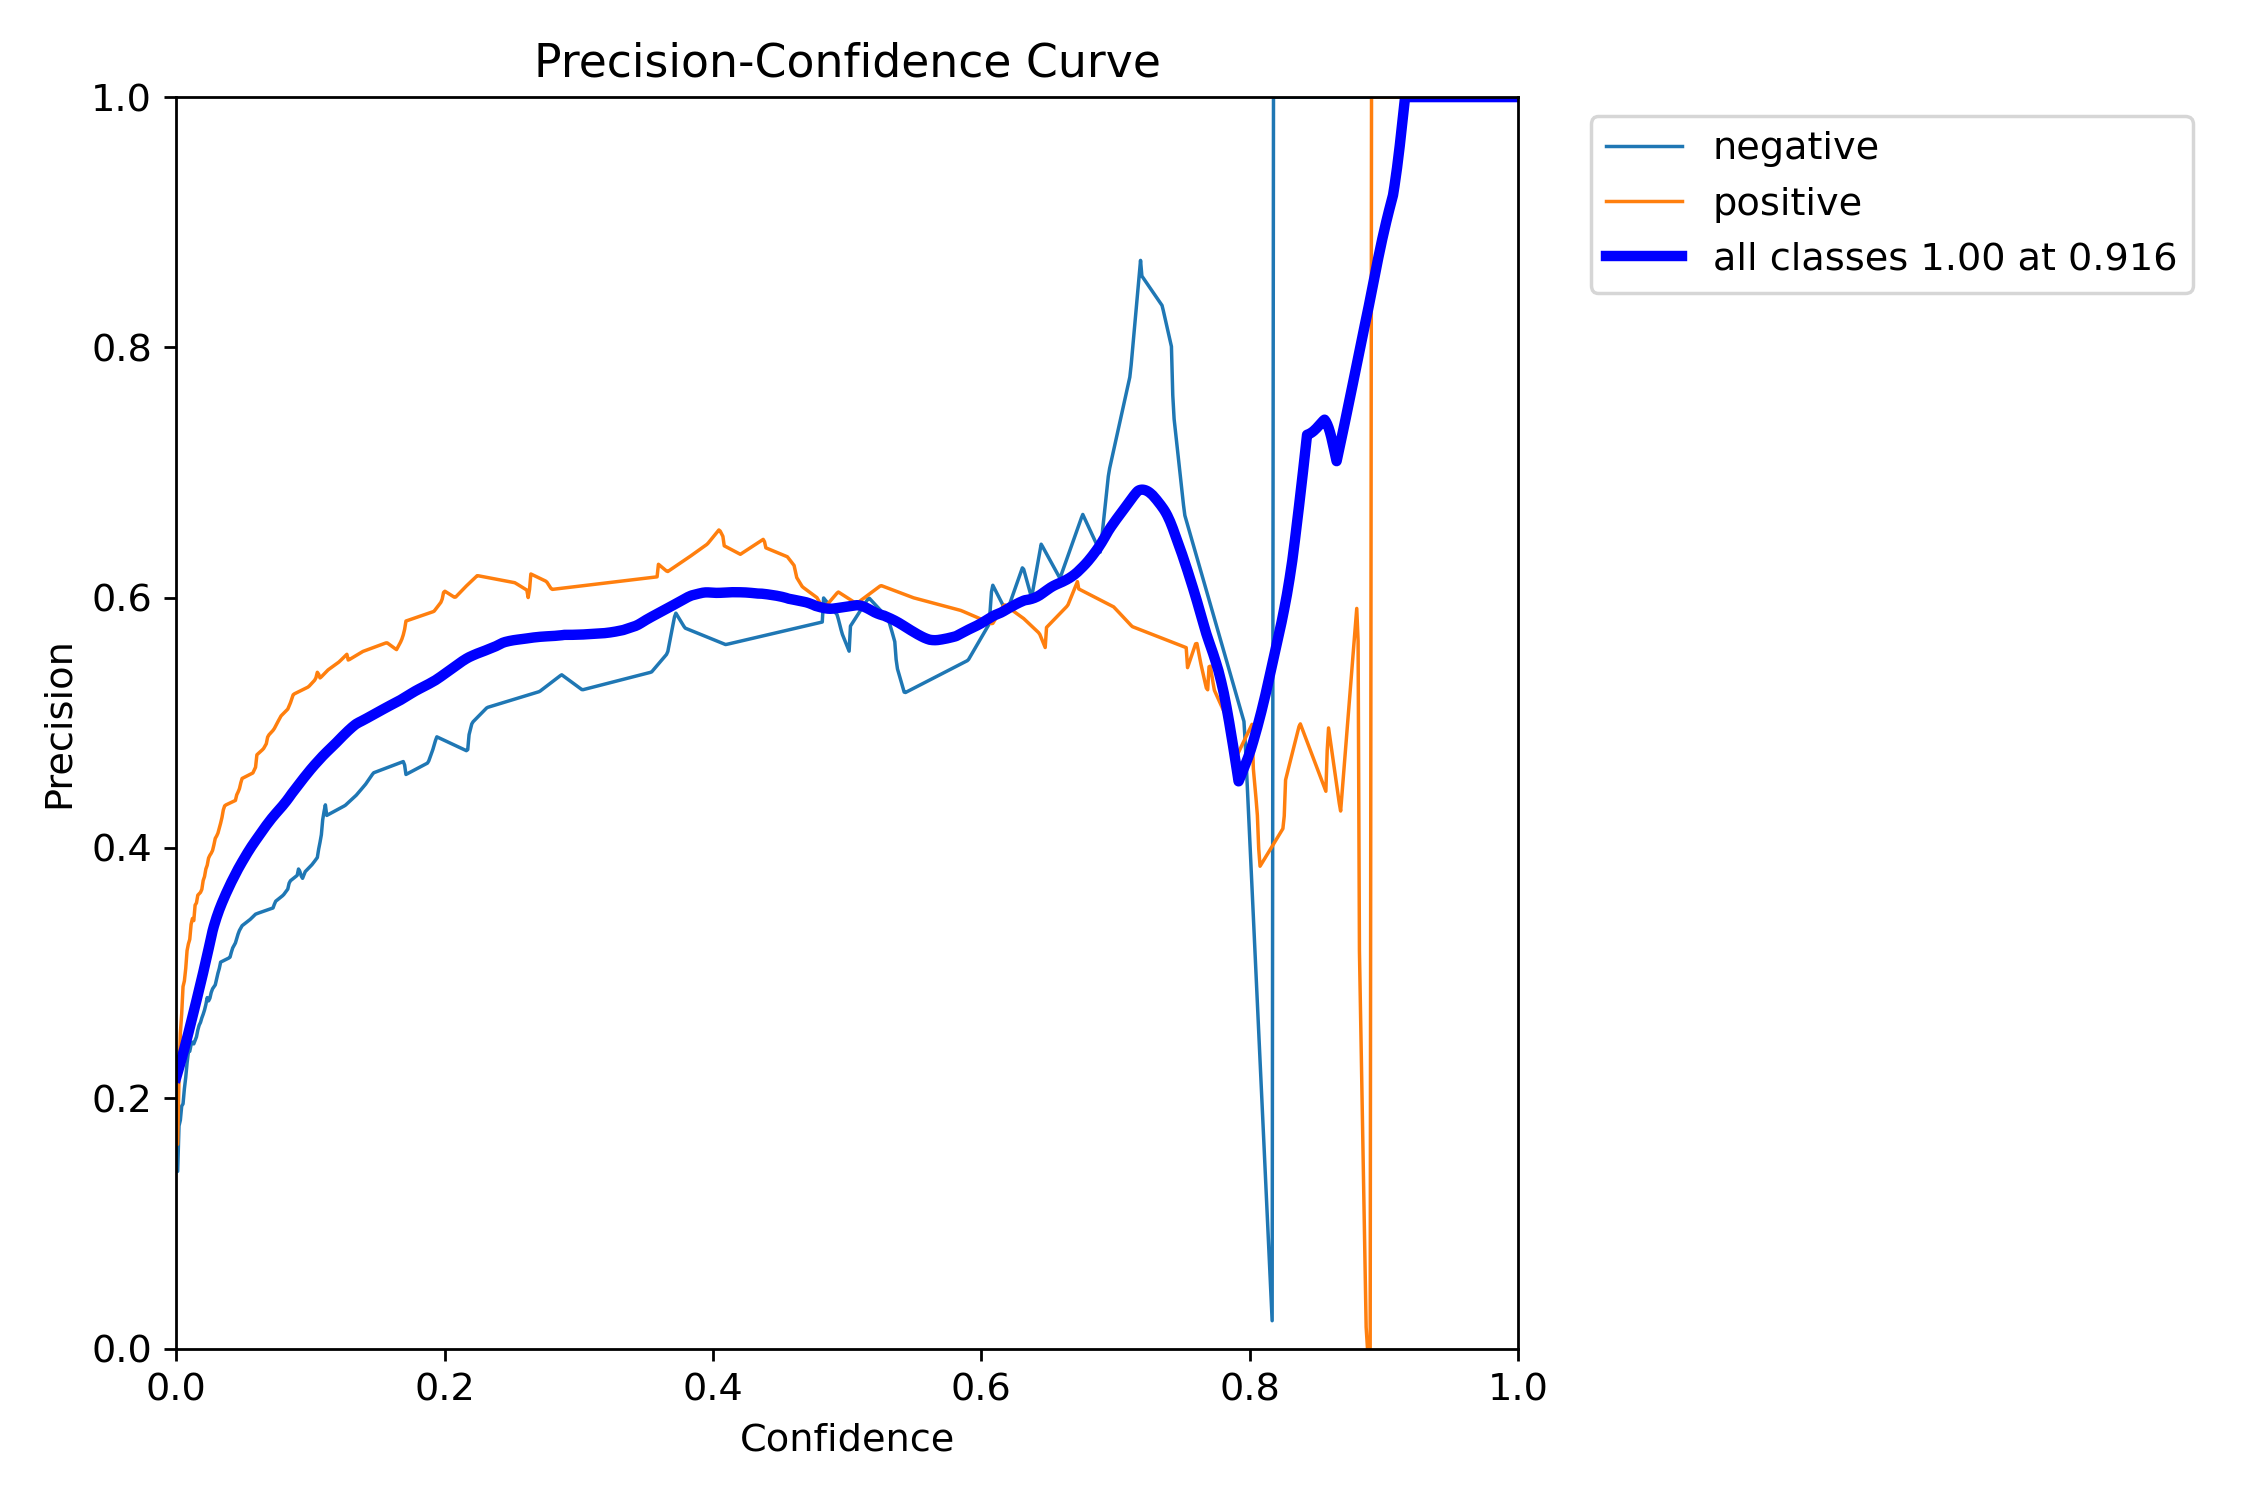 Precision-Confidence Curve
1.0
0.8
0.6
0.4
0.2
0.0
Precision
0.0 0.2 0.4 0.6 0.8 1.0
Confidence
negative
positive
all classes 1.00 at 0.916